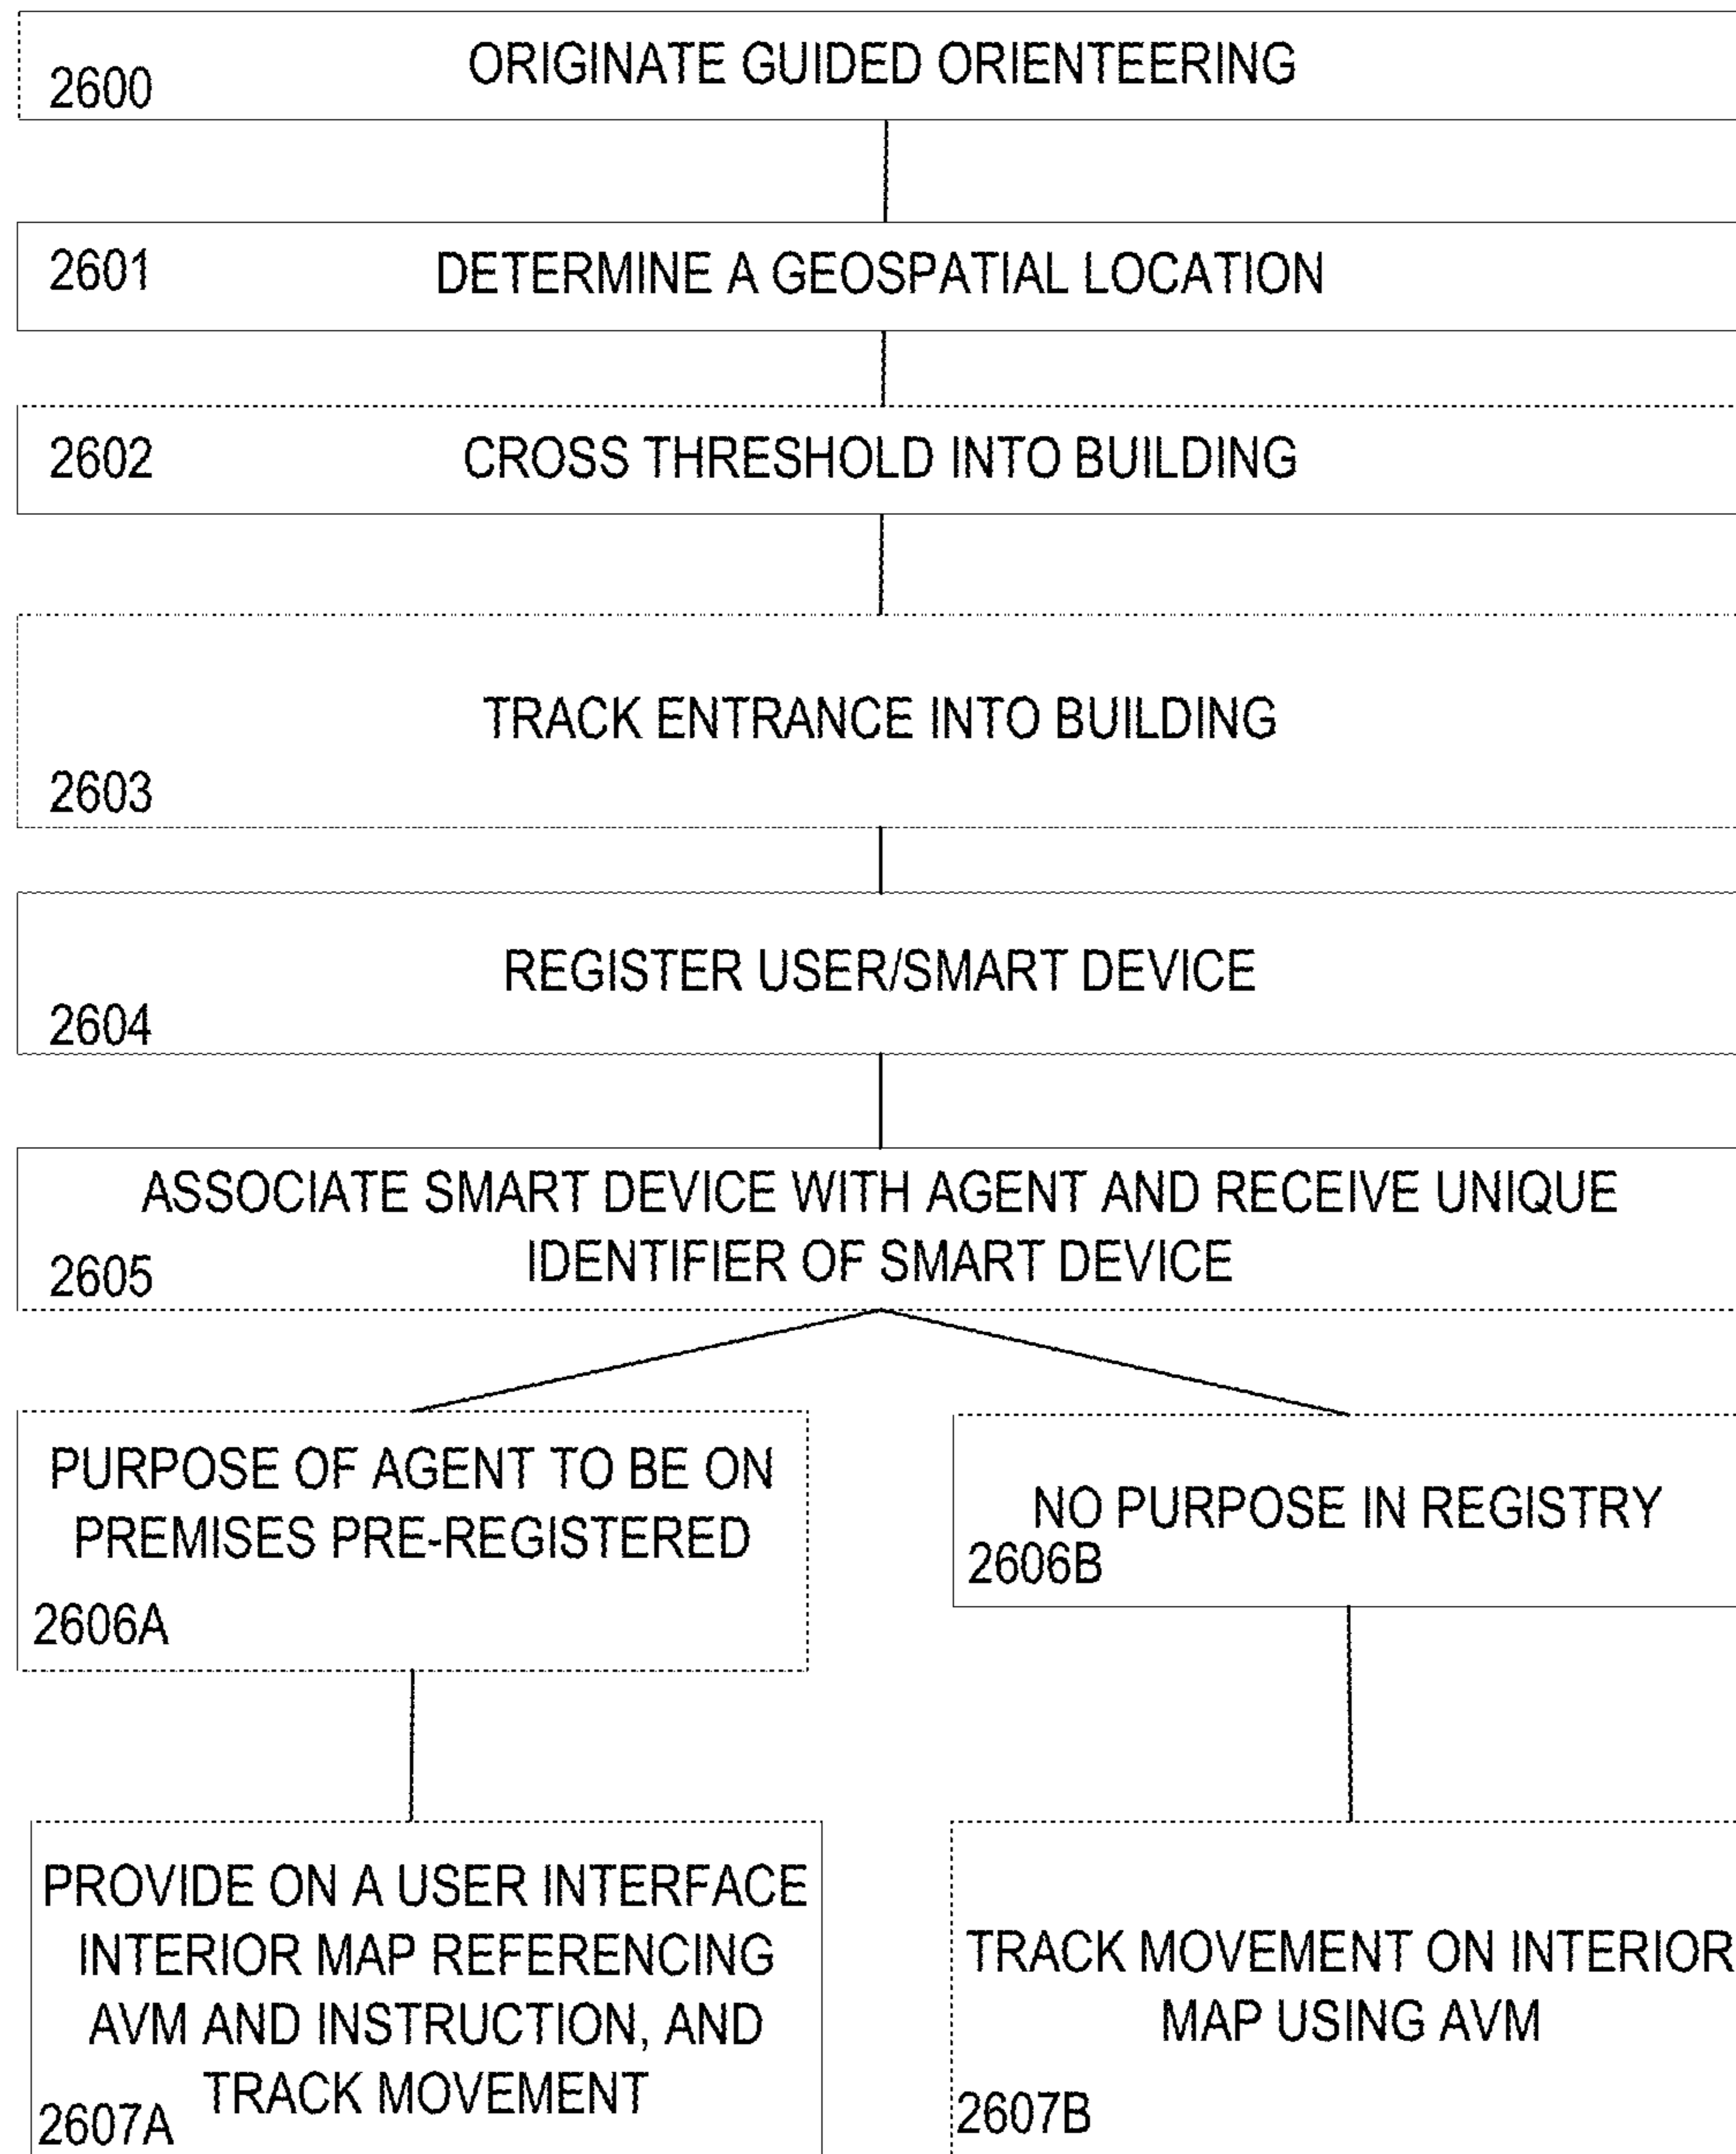 ORIGINATE GUIDED ORIENTEERING
2600
2601
DETERMINE A GEOSPATIAL LOCATION
2602
CROSS THRESHOLD INTO BUILDING
TRACK ENTRANCE INTO BUILDING
2603
REGISTER USER/SMART DEVICE
2604
ASSOCIATE SMART DEVICE WITH AGENT AND RECEIVE UNIQUE
IDENTIFIER OF SMART DEVICE
2605
PURPOSE OF AGENT TO BE ON
PREMISES PRE-REGISTERED
2606A
NO PURPOSE IN REGISTRY
2606B
PROVIDE ON A USER INTERFACE
INTERIOR MAP REFERENCING
AVM AND INSTRUCTION, AND
TRACK MOVEMENT
2607A
TRACK MOVEMENT ON INTERIOR
MAP USING AVM
2607B